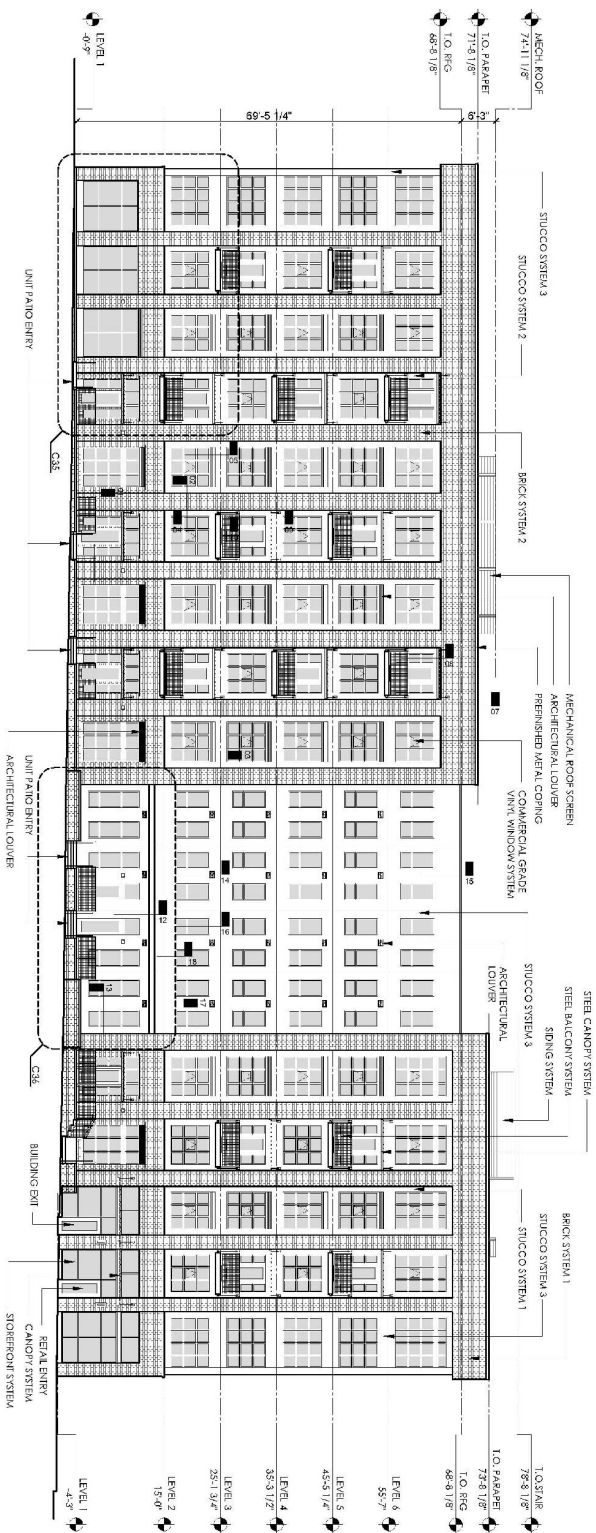 MECH. ROOF
74'-11 1/8"
T.O. PARAPET
71'-8 1/8"
T.O. RFG
68'-8 1/8"
LEVEL 1
-0'-9"
69'-5 1/4"
6'-3"
STUCCO SYSTEM 3
STUCCO SYSTEM 2
BRICK SYSTEM 2
MECHANICAL ROOF SCREEN
ARCHITECTURAL LOUVER
PREFINISHED METAL COPING
COMMERCIAL GRADE
VINYL WINDOW SYSTEM
STUCCO SYSTEM 3
ARCHITECTURAL
LOUVER
STEEL CANOPY SYSTEM
STEEL BALCONY SYSTEM
SIDING SYSTEM
BRICK SYSTEM 1
STUCCO SYSTEM 3
STUCCO SYSTEM 1
T.O.STAIR
78'-8 1/8"
T.O. PARAPET
73'-8 1/8"
T.O. RFG
68'-8 1/8"
LEVEL 6
55'-7"
LEVEL 5
45'-5 1/4"
LEVEL 4
35'-3 1/2"
LEVEL 3
25'-1 3/4"
LEVEL 2
15'-0"
LEVEL 1
-4'-3"
07
15
14
16
12
18
17
13
03
02
C35
C36
UNIT PATIO ENTRY
UNIT PATIO ENTRY
ARCHITECTURAL LOUVER
BUILDING EXIT
RETAIL ENTRY
CANOPY SYSTEM
STOREFRONT SYSTEM